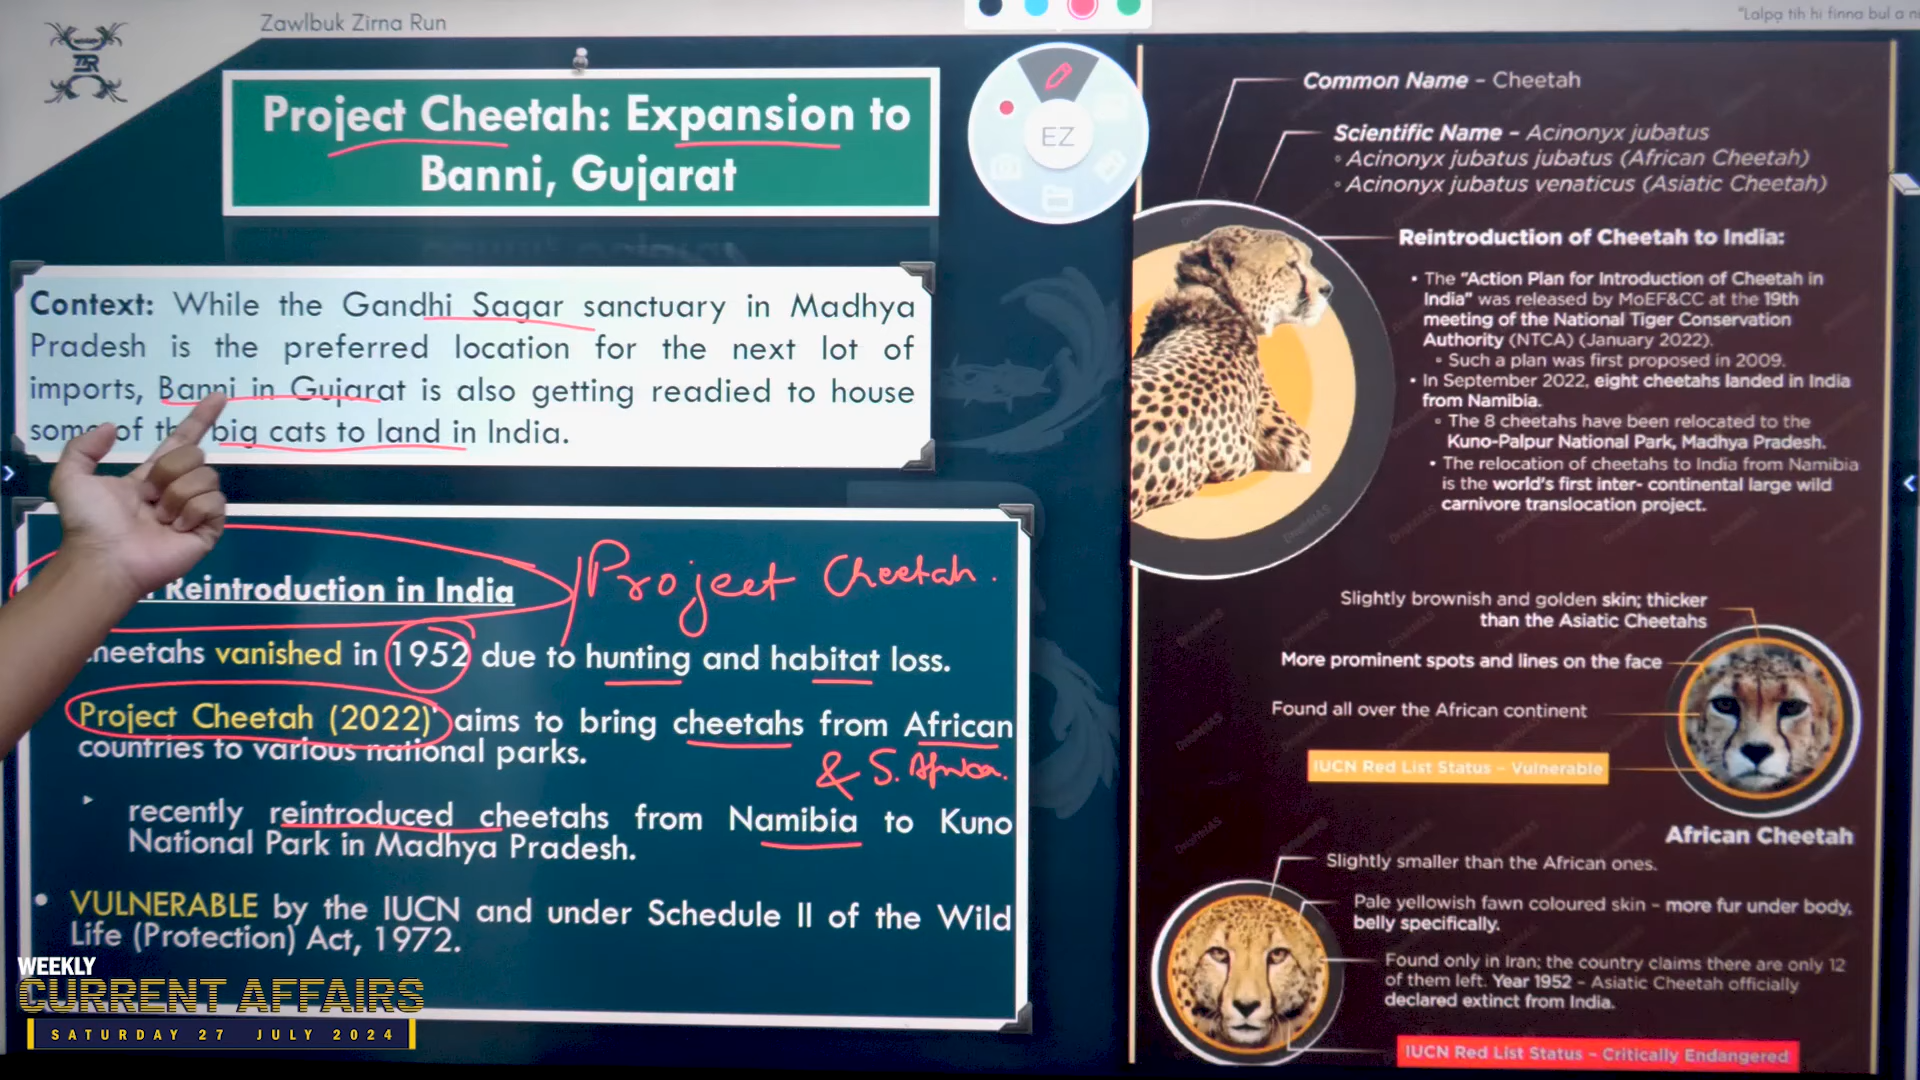 Zawlbuk Zirna Run
"Lalpa tih hi finna bul a ni
Project Cheetah: Expansion to
Banni, Gujarat
EZ
Context: While the Gandhi Sagar sanctuary in Madhya
Pradesh is the preferred location for the next lot of
imports, Banni in Gujarat is also getting readied to house
some of big cats to land in India.
Reintroduction in India
Project Cheetah.
cheetahs vanished in 1952 due to hunting and habitat loss.
Project Cheetah (2022) aims to bring cheetahs from African
countries to various national parks.
& S. Africa.
recently reintroduced cheetahs from Namibia to Kuno
National Park in Madhya Pradesh.
• VULNERABLE by the IUCN and under Schedule II of the Wild
Life (Protection) Act, 1972.
WEEKLY
CURRENT AFFAIRS
SATURDAY 27 JULY 2024
Common Name – Cheetah
Scientific Name – Acinonyx jubatus
◦ Acinonyx jubatus jubatus (African Cheetah)
◦ Acinonyx jubatus venaticus (Asiatic Cheetah)
Reintroduction of Cheetah to India:
• The "Action Plan for Introduction of Cheetah in
India" was released by MoEF&CC at the 19th
meeting of the National Tiger Conservation
Authority (NTCA) (January 2022).
◦ Such a plan was first proposed in 2009.
• In September 2022, eight cheetahs landed in India
from Namibia.
◦ The 8 cheetahs have been relocated to the
Kuno-Palpur National Park, Madhya Pradesh.
• The relocation of cheetahs to India from Namibia
is the world's first inter- continental large wild
carnivore translocation project.
Slightly brownish and golden skin; thicker
than the Asiatic Cheetahs
More prominent spots and lines on the face
Found all over the African continent
IUCN Red List Status – Vulnerable
African Cheetah
Slightly smaller than the African ones.
Pale yellowish fawn coloured skin – more fur under body,
belly specifically.
Found only in Iran; the country claims there are only 12
of them left. Year 1952 – Asiatic Cheetah officially
declared extinct from India.
IUCN Red List Status – Critically Endangered